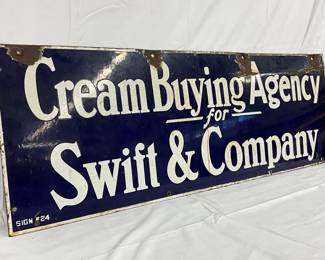 Cream Buying Agency
for
Swift & Company
SIGN #24